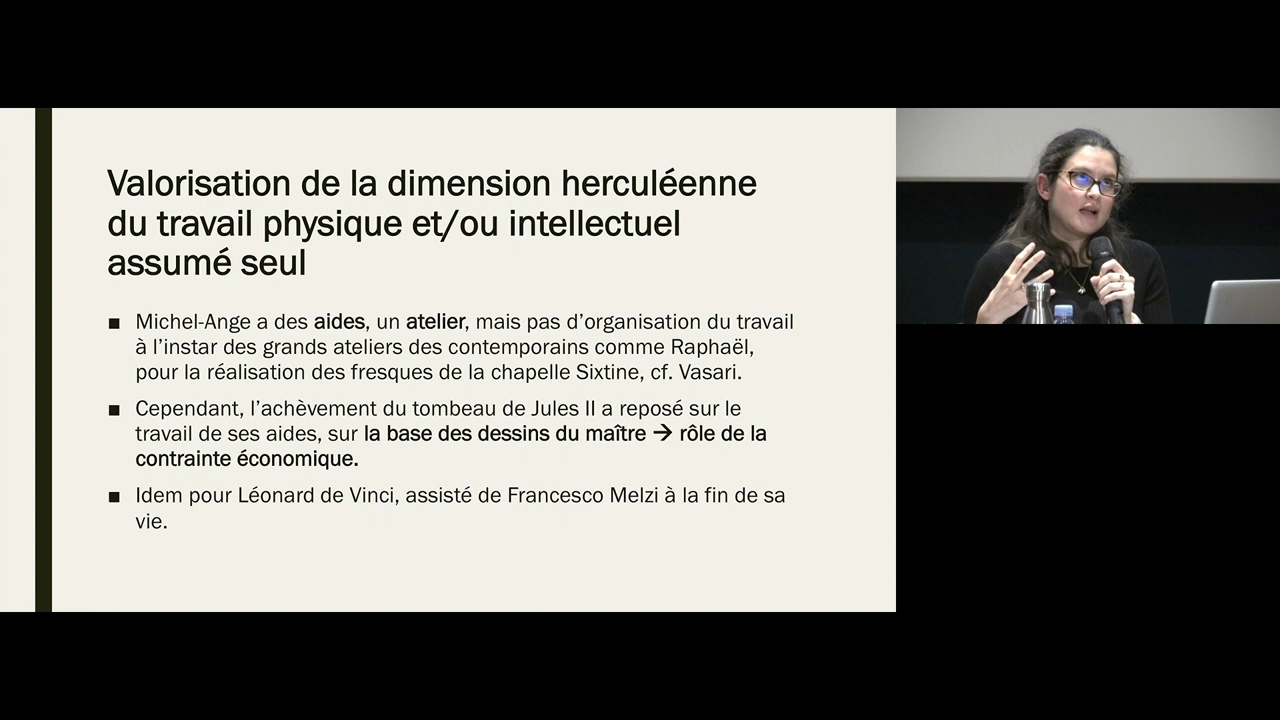 Valorisation de la dimension herculéenne
du travail physique et/ou intellectuel
assumé seul
■ Michel-Ange a des aides, un atelier, mais pas d’organisation du travail
à l’instar des grands ateliers des contemporains comme Raphaël,
pour la réalisation des fresques de la chapelle Sixtine, cf. Vasari.
■ Cependant, l’achèvement du tombeau de Jules II a reposé sur le
travail de ses aides, sur la base des dessins du maître → rôle de la
contrainte économique.
■ Idem pour Léonard de Vinci, assisté de Francesco Melzi à la fin de sa
vie.